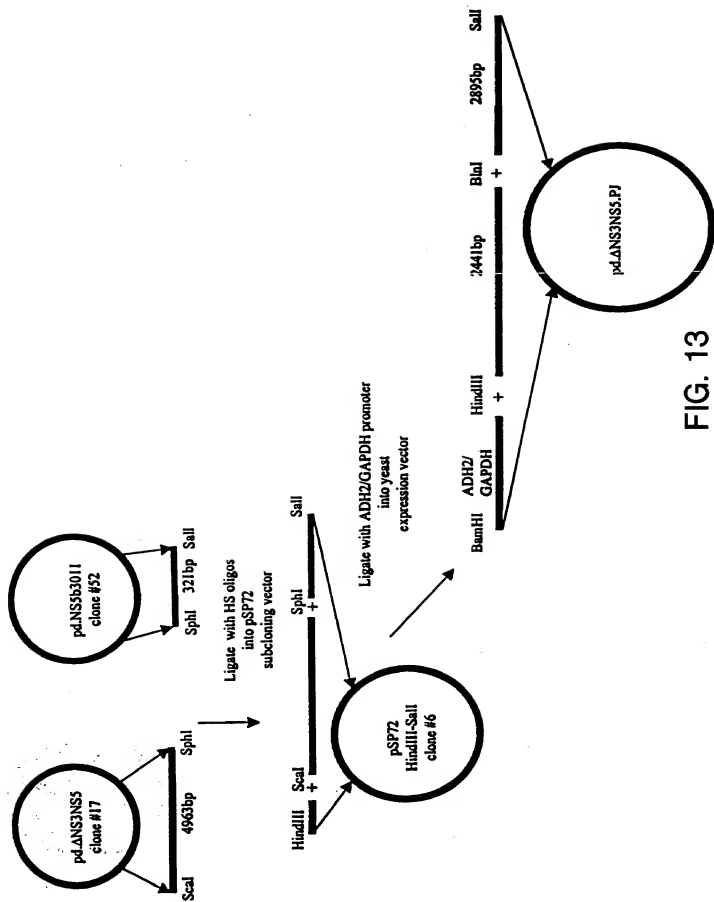 pd.ΔNS3NS5
clone #17
ScaI
SphI
4963bp
pd.NS5b3011
clone #52
SphI
SalI
321bp
Ligate with HS oligos
into pSP72
subcloning vector
HindIII
ScaI
+
SphI
+
SalI
pSP72
HindIII-SalI
clone #6
Ligate with ADH2/GAPDH promoter
into yeast
expression vector
BamHI
ADH2/
GAPDH
HindIII
+
2441bp
BlnI
+
2895bp
SalI
pd.ΔNS3NS5.PJ
FIG. 13